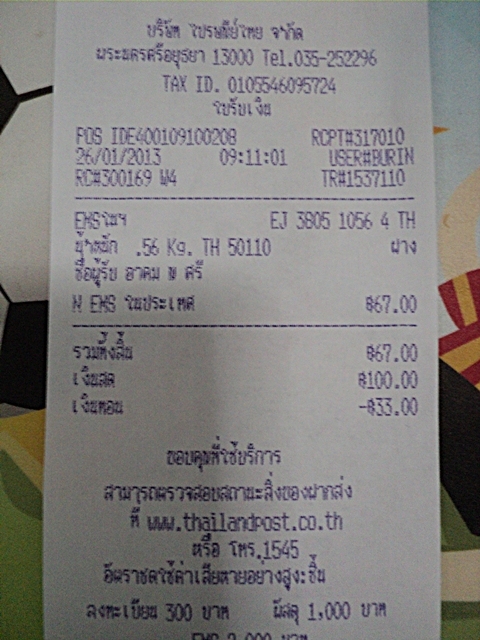 บริษัท ไปรษณีย์ไทย จำกัด
พระนครศรีอยุธยา 13000 Tel.035-252296
TAX ID. 0105546095724
ใบรับเงิน
POS IDE400109100208 RCPT#317010
26/01/2013 09:11:01 USER#BURIN
RC#300169 W4 TR#1537110
EMSในฯ EJ 3805 1056 4 TH
น้ำหนัก .56 Kg. TH 50110 ฝาง
ชื่อผู้รับ อาคม ศรี
N EMS ในประเทศ ฿67.00
รวมทั้งสิ้น ฿67.00
เงินสด ฿100.00
เงินทอน -฿33.00
ขอบคุณที่ใช้บริการ
สามารถตรวจสอบสถานะสิ่งของฝากส่ง
ที่ www.thailandpost.co.th
หรือ โทร.1545
อัตราชดใช้ค่าเสียหายอย่างสูง:ชิ้น
ลงทะเบียน 300 บาท พัสดุ 1,000 บาท
EMS 2,000 บาท